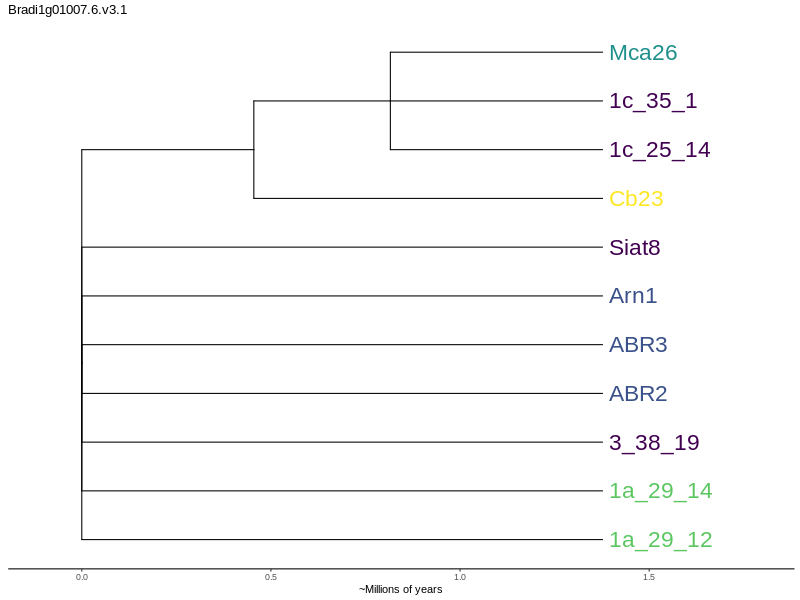 Bradi1g01007.6.v3.1
Mca26
1c_35_1
1c_25_14
Cb23
Siat8
Arn1
ABR3
ABR2
3_38_19
1a_29_14
1a_29_12
0.0 0.5 1.0 1.5
~Millions of years